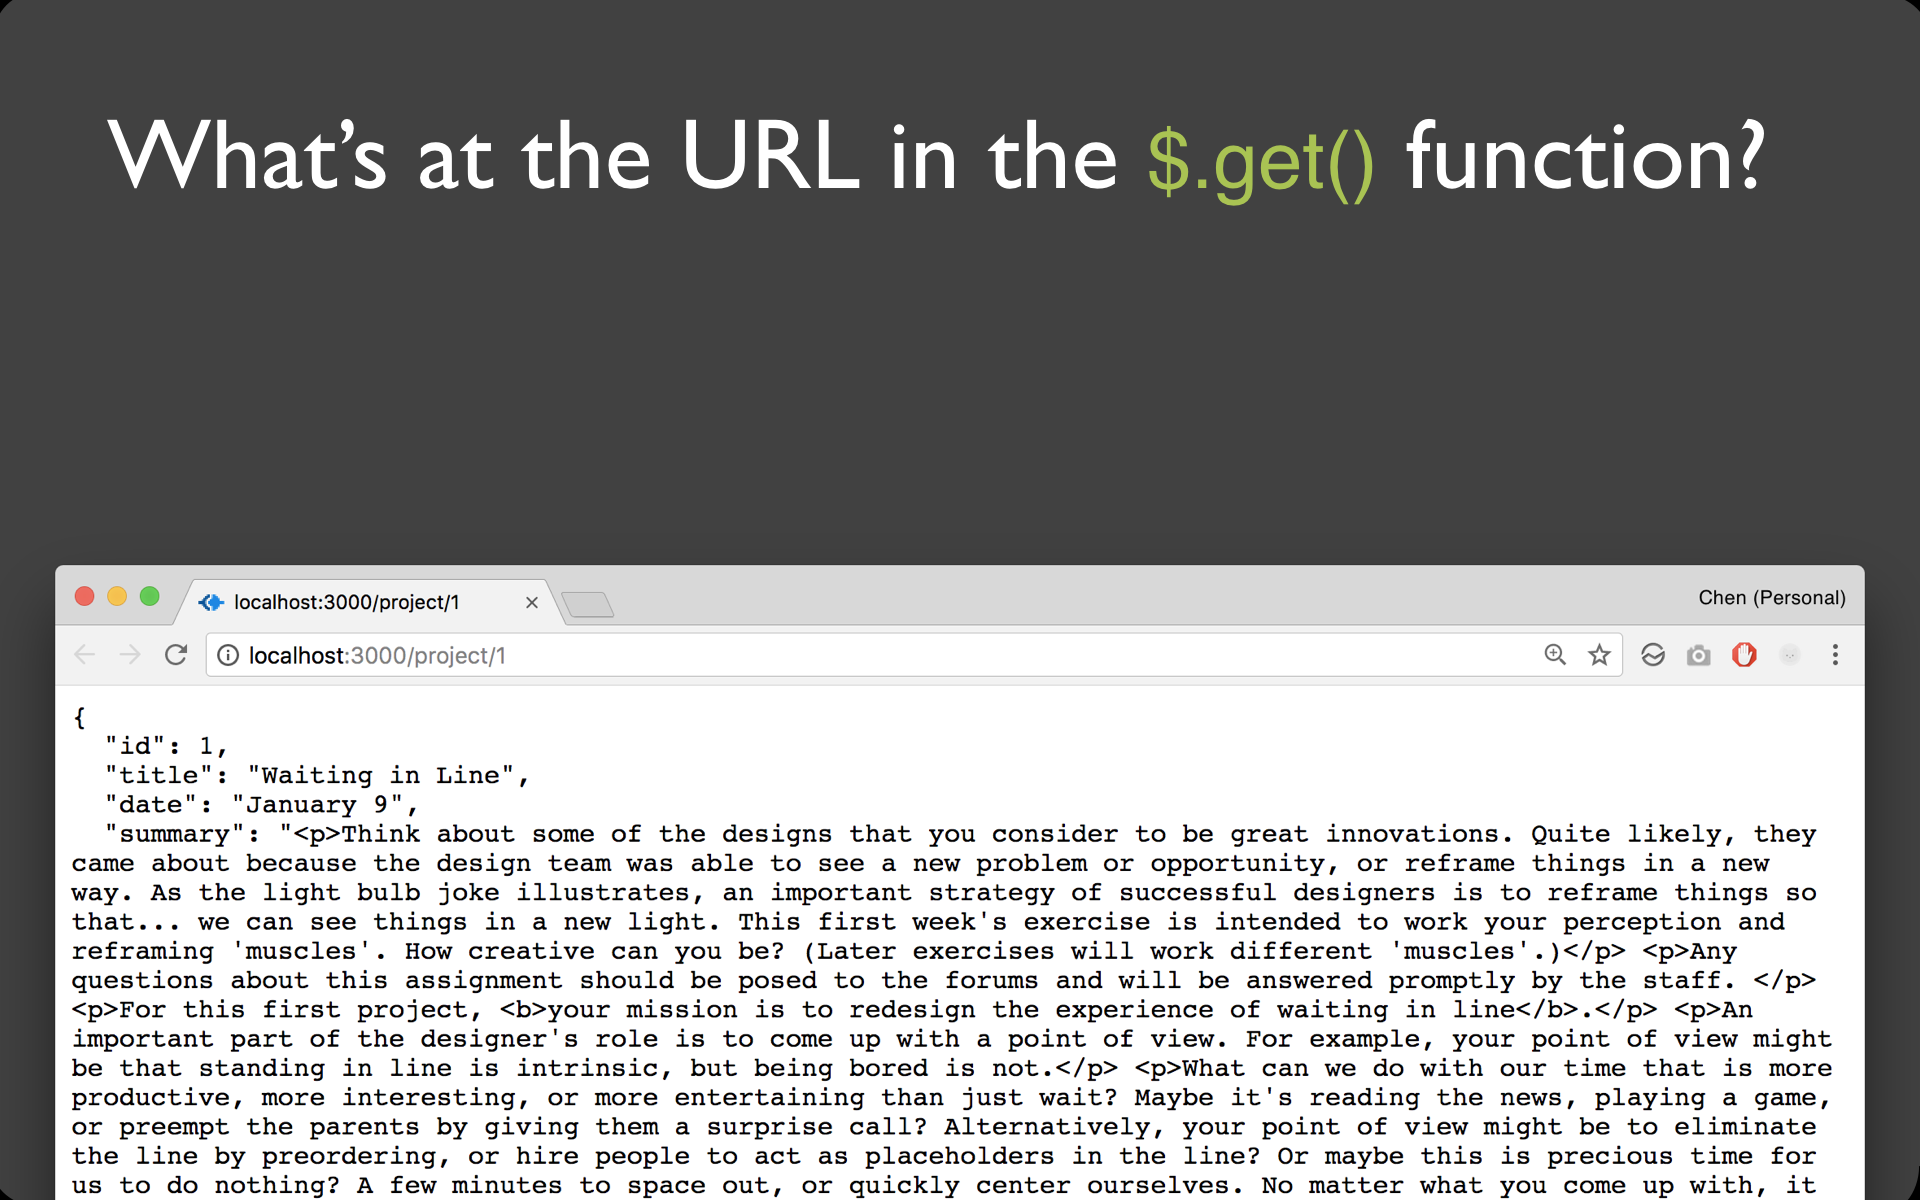 What’s at the URL in the $.get() function?
localhost:3000/project/1
Chen (Personal)
localhost:3000/project/1
{
"id": 1,
"title": "Waiting in Line",
"date": "January 9",
"summary": "<p>Think about some of the designs that you consider to be great innovations. Quite likely, they
came about because the design team was able to see a new problem or opportunity, or reframe things in a new
way. As the light bulb joke illustrates, an important strategy of successful designers is to reframe things so
that... we can see things in a new light. This first week's exercise is intended to work your perception and
reframing 'muscles'. How creative can you be? (Later exercises will work different 'muscles'.)</p> <p>Any
questions about this assignment should be posed to the forums and will be answered promptly by the staff. </p>
<p>For this first project, <b>your mission is to redesign the experience of waiting in line</b>.</p> <p>An
important part of the designer's role is to come up with a point of view. For example, your point of view might
be that standing in line is intrinsic, but being bored is not.</p> <p>What can we do with our time that is more
productive, more interesting, or more entertaining than just wait? Maybe it's reading the news, playing a game,
or preempt the parents by giving them a surprise call? Alternatively, your point of view might be to eliminate
the line by preordering, or hire people to act as placeholders in the line? Or maybe this is precious time for
us to do nothing? A few minutes to space out, or quickly center ourselves. No matter what you come up with, it